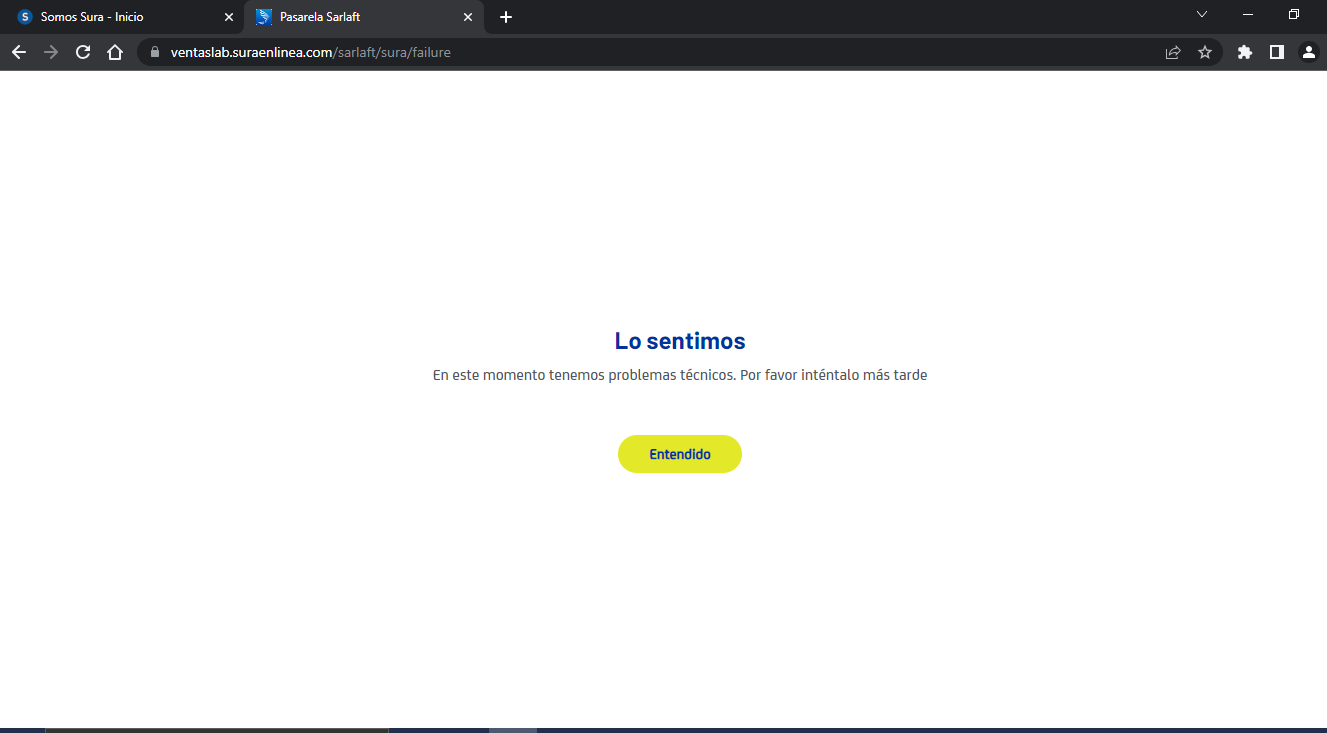 S Somos Sura - Inicio
Pasarela Sarlaft
ventaslab.suraenlinea.com/sarlaft/sura/failure
Lo sentimos
En este momento tenemos problemas técnicos. Por favor inténtalo más tarde
Entendido